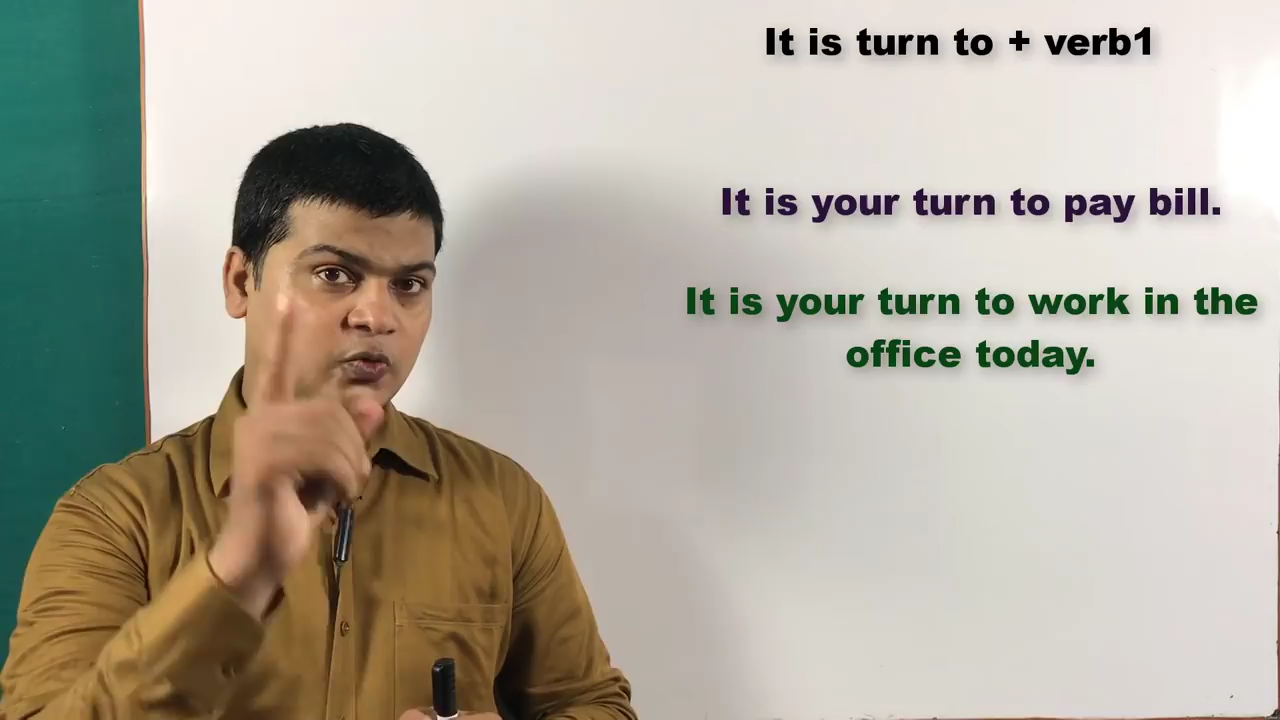 It is turn to + verb1
It is your turn to pay bill.
It is your turn to work in the
office today.